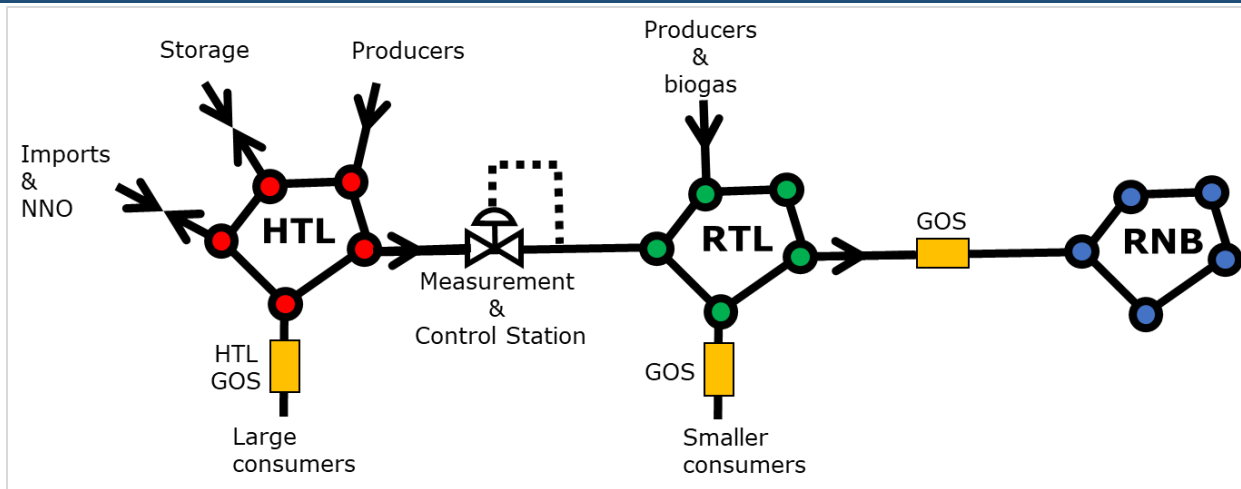 Storage
Producers
Producers
&
biogas
Imports
&
NNO
HTL
RTL
GOS
RNB
Measurement
&
Control Station
HTL
GOS
GOS
Large
consumers
Smaller
consumers